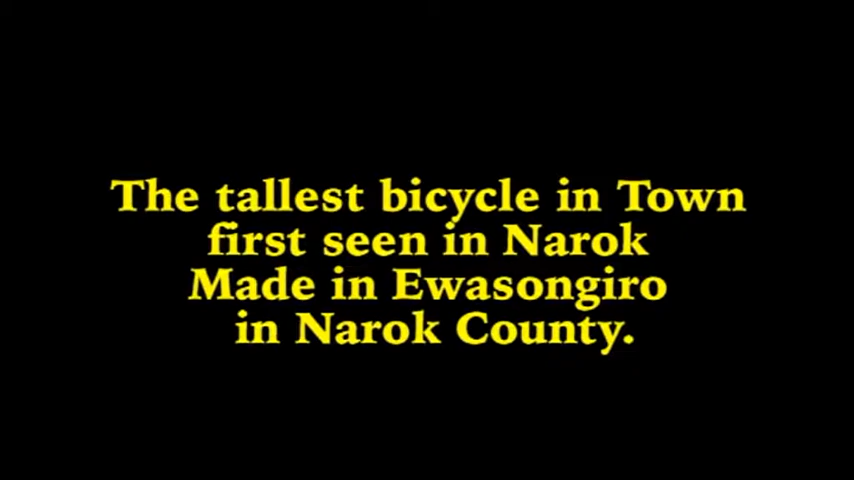 The tallest bicycle in Town
first seen in Narok
Made in Ewasongiro
in Narok County.